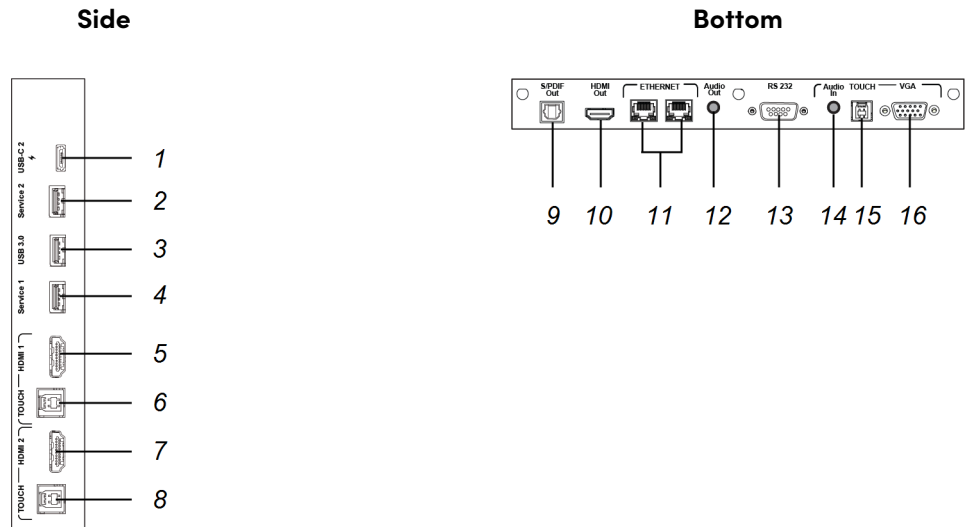 Side
Bottom
USB-C 2
1
Service 2
2
USB 3.0
3
Service 1
4
HDMI 1
5
TOUCH
6
HDMI 2
7
TOUCH
8
S/PDIF Out
HDMI Out
ETHERNET
Audio Out
RS 232
Audio In
TOUCH
VGA
9 10 11 12 13 14 15 16